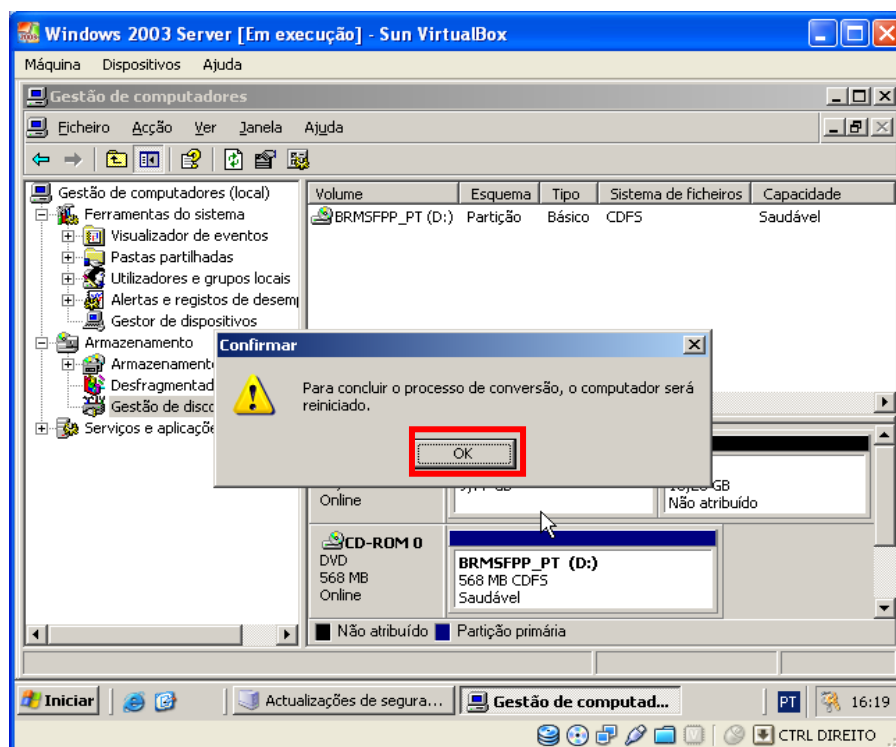 Windows 2003 Server [Em execução] - Sun VirtualBox
Máquina Dispositivos Ajuda
Gestão de computadores
Ficheiro Acção Ver Janela Ajuda
Gestão de computadores (local)
Ferramentas do sistema
Visualizador de eventos
Pastas partilhadas
Utilizadores e grupos locais
Alertas e registos de desem
Gestor de dispositivos
Armazenamento
Armazenament
Desfragmentad
Gestão de disco
Serviços e aplicaçõe
Volume Esquema Tipo Sistema de ficheiros Capacidade
BRMSFPP_PT (D:) Partição Básico CDFS Saudável
Confirmar
Para concluir o processo de conversão, o computador será
reiniciado.
OK
GB
Online Não atribuído
CD-ROM 0
DVD
568 MB
Online
BRMSFPP_PT (D:)
568 MB CDFS
Saudável
Não atribuído Partição primária
Iniciar Actualizações de segura... Gestão de computad... PT 16:19
CTRL DIREITO